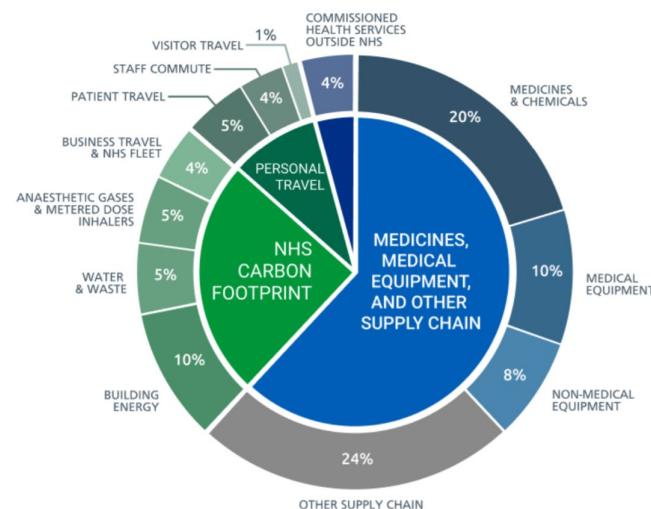 COMMISSIONED
HEALTH SERVICES
OUTSIDE NHS
4%
MEDICINES
& CHEMICALS
20%
MEDICAL
EQUIPMENT
10%
NON-MEDICAL
EQUIPMENT
8%
OTHER SUPPLY CHAIN
24%
BUILDING
ENERGY
10%
WATER
& WASTE
5%
ANAESTHETIC GASES
& METERED DOSE
INHALERS
5%
BUSINESS TRAVEL
& NHS FLEET
4%
PATIENT TRAVEL
5%
STAFF COMMUTE
4%
VISITOR TRAVEL
1%
PERSONAL
TRAVEL
NHS
CARBON
FOOTPRINT
MEDICINES,
MEDICAL
EQUIPMENT,
AND OTHER
SUPPLY CHAIN